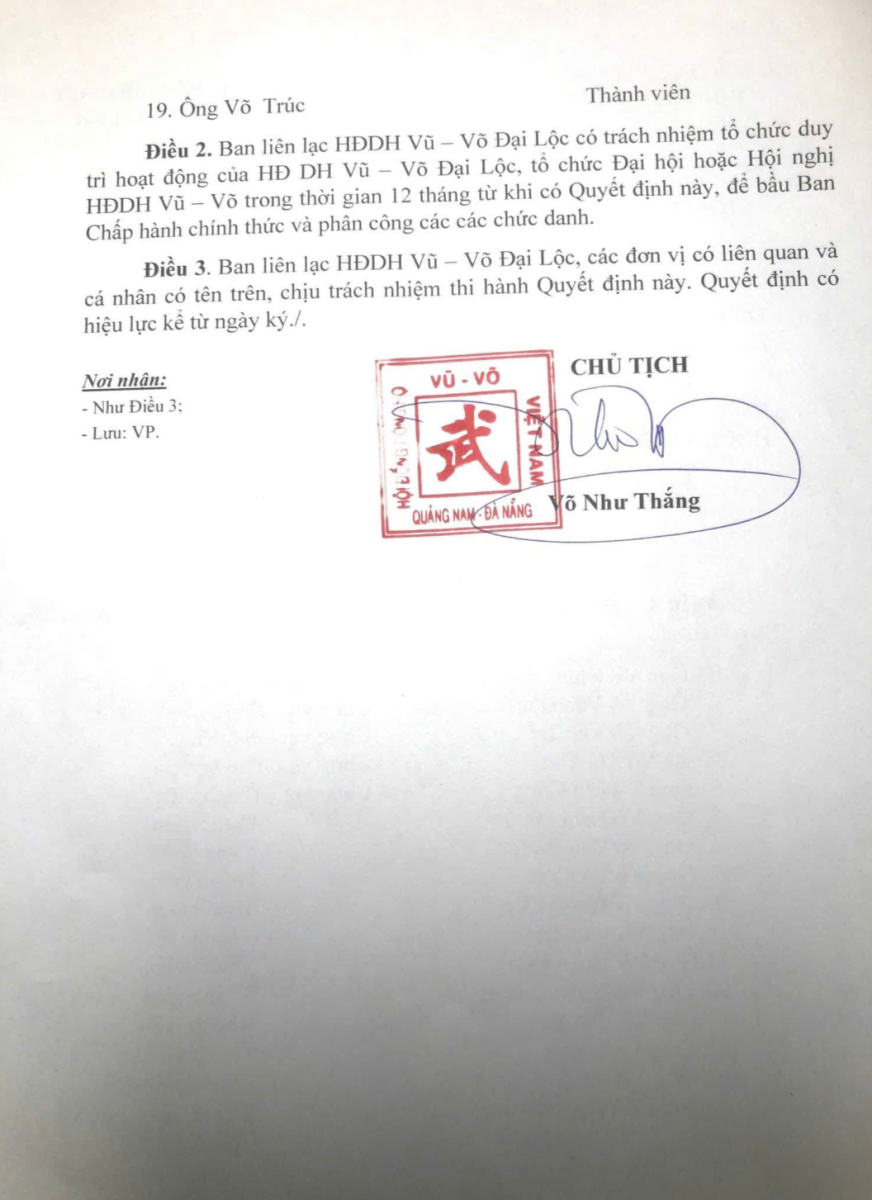 19. Ông Võ Trúc Thành viên
Điều 2. Ban liên lạc HĐDH Vũ – Võ Đại Lộc có trách nhiệm tổ chức duy
trì hoạt động của HĐ DH Vũ – Võ Đại Lộc, tổ chức Đại hội hoặc Hội nghị
HĐDH Vũ – Võ trong thời gian 12 tháng từ khi có Quyết định này, để bầu Ban
Chấp hành chính thức và phân công các các chức danh.
Điều 3. Ban liên lạc HĐDH Vũ – Võ Đại Lộc, các đơn vị có liên quan và
cá nhân có tên trên, chịu trách nhiệm thi hành Quyết định này. Quyết định có
hiệu lực kể từ ngày ký./.
Nơi nhận:
- Như Điều 3;
- Lưu: VP.
CHỦ TỊCH
VŨ - VÕ
VIỆT NAM
武
QUẢNG NAM - ĐÀ NẴNG
Võ Như Thắng